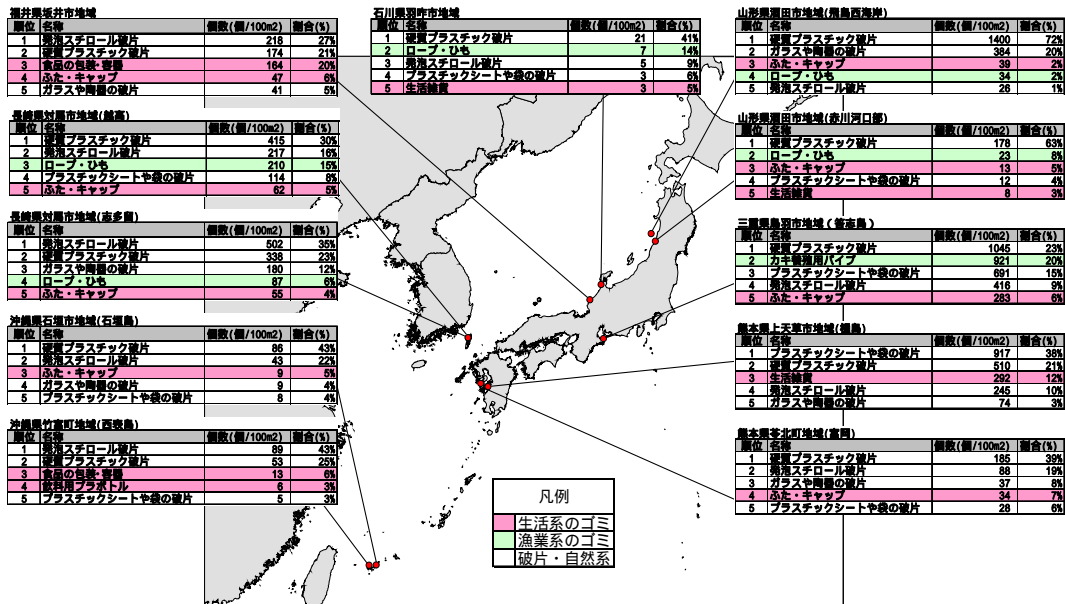 福井県坂井市地域
順位 名称 個数(個/100m2) 割合(%)
1 発泡スチロール破片 218 27%
2 硬質プラスチック破片 174 21%
3 食品の包装・容器 164 20%
4 ふた・キャップ 47 6%
5 ガラスや陶器の破片 41 5%
長崎県対馬市地域(越高)
順位 名称 個数(個/100m2) 割合(%)
1 硬質プラスチック破片 415 30%
2 発泡スチロール破片 217 16%
3 ロープ・ひも 210 15%
4 プラスチックシートや袋の破片 114 8%
5 ふた・キャップ 62 5%
長崎県対馬市地域(志多留)
順位 名称 個数(個/100m2) 割合(%)
1 発泡スチロール破片 502 35%
2 硬質プラスチック破片 338 23%
3 ガラスや陶器の破片 180 12%
4 ロープ・ひも 87 6%
5 ふた・キャップ 55 4%
沖縄県石垣市地域(石垣島)
順位 名称 個数(個/100m2) 割合(%)
1 硬質プラスチック破片 86 43%
2 発泡スチロール破片 43 22%
3 ふた・キャップ 9 5%
4 ガラスや陶器の破片 9 4%
5 プラスチックシートや袋の破片 8 4%
沖縄県竹富町地域(西表島)
順位 名称 個数(個/100m2) 割合(%)
1 発泡スチロール破片 89 43%
2 硬質プラスチック破片 53 25%
3 食品の包装・容器 13 6%
4 飲料用プラボトル 6 3%
5 プラスチックシートや袋の破片 5 3%
石川県羽咋市地域
順位 名称 個数(個/100m2) 割合(%)
1 硬質プラスチック破片 21 41%
2 ロープ・ひも 7 14%
3 発泡スチロール破片 5 9%
4 プラスチックシートや袋の破片 3 6%
5 生活雑貨 3 5%
山形県酒田市地域(飛島西海岸)
順位 名称 個数(個/100m2) 割合(%)
1 硬質プラスチック破片 1400 72%
2 ガラスや陶器の破片 384 20%
3 ふた・キャップ 39 2%
4 ロープ・ひも 34 2%
5 発泡スチロール破片 26 1%
山形県酒田市地域(赤川河口部)
順位 名称 個数(個/100m2) 割合(%)
1 硬質プラスチック破片 178 63%
2 ロープ・ひも 23 8%
3 ふた・キャップ 13 5%
4 プラスチックシートや袋の破片 12 4%
5 生活雑貨 8 3%
三重県鳥羽市地域(答志島)
順位 名称 個数(個/100m2) 割合(%)
1 硬質プラスチック破片 1045 23%
2 カキ養殖用パイプ 921 20%
3 プラスチックシートや袋の破片 691 15%
4 発泡スチロール破片 416 9%
5 ふた・キャップ 283 6%
熊本県上天草市地域(樋島)
順位 名称 個数(個/100m2) 割合(%)
1 プラスチックシートや袋の破片 917 38%
2 硬質プラスチック破片 510 21%
3 生活雑貨 292 12%
4 発泡スチロール破片 245 10%
5 ガラスや陶器の破片 74 3%
熊本県苓北町地域(富岡)
順位 名称 個数(個/100m2) 割合(%)
1 硬質プラスチック破片 185 39%
2 発泡スチロール破片 88 19%
3 ガラスや陶器の破片 37 8%
4 ふた・キャップ 34 7%
5 プラスチックシートや袋の破片 28 6%
凡例
生活系のゴミ
漁業系のゴミ
破片・自然系